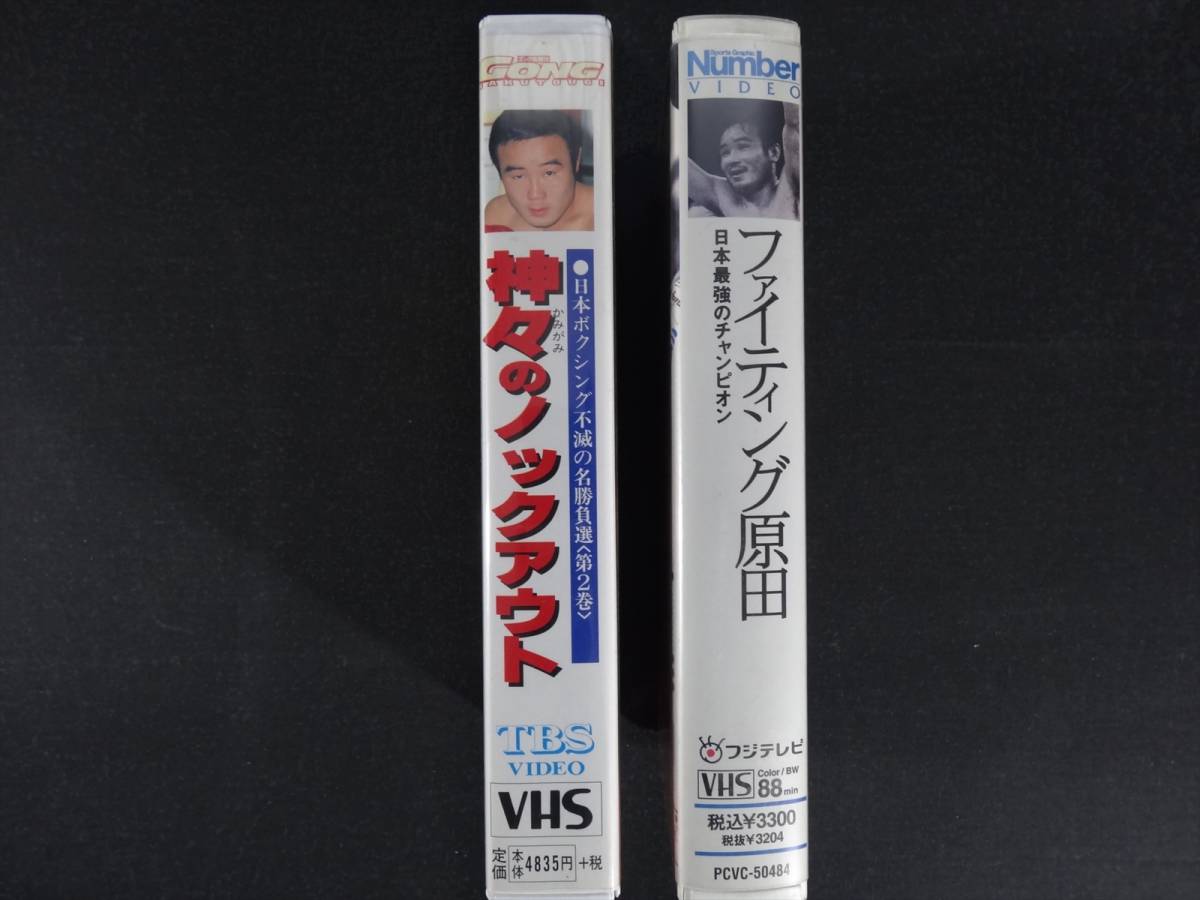 GONG
神々のノックアウト
かみがみ
●日本ボクシング不滅の名勝負選〈第2巻〉
TBS
VIDEO
VHS
定価 本体 4835円 +税
Sports Graphic
Number
VIDEO
ファイティング原田
日本最強のチャンピオン
フジテレビ
VHS Color/BW 88min
税込¥3300
税抜¥3204
PCVC-50484